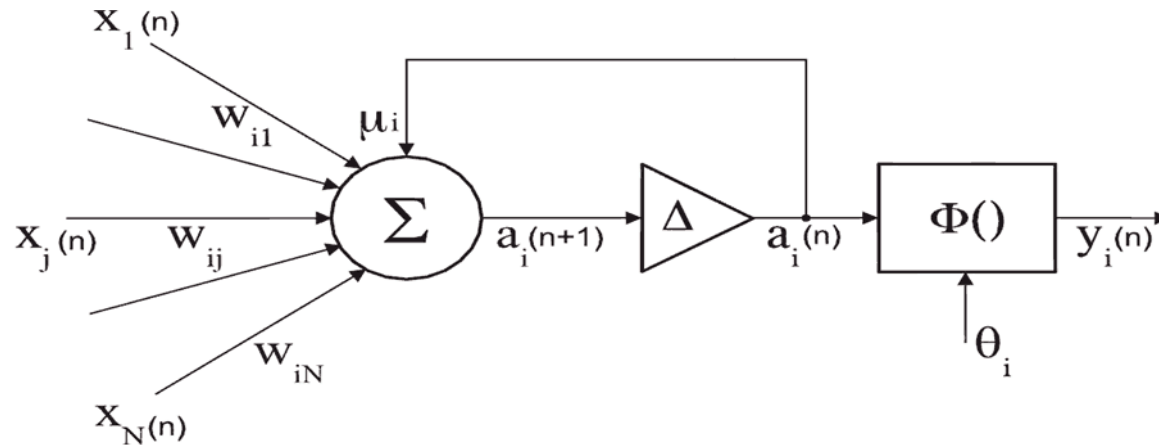 x₁(n)
wᵢ₁
μᵢ
Σ
Δ
Φ()
xⱼ(n)
wᵢⱼ
aᵢ(n+1)
aᵢ(n)
yᵢ(n)
wᵢN
θᵢ
xN(n)